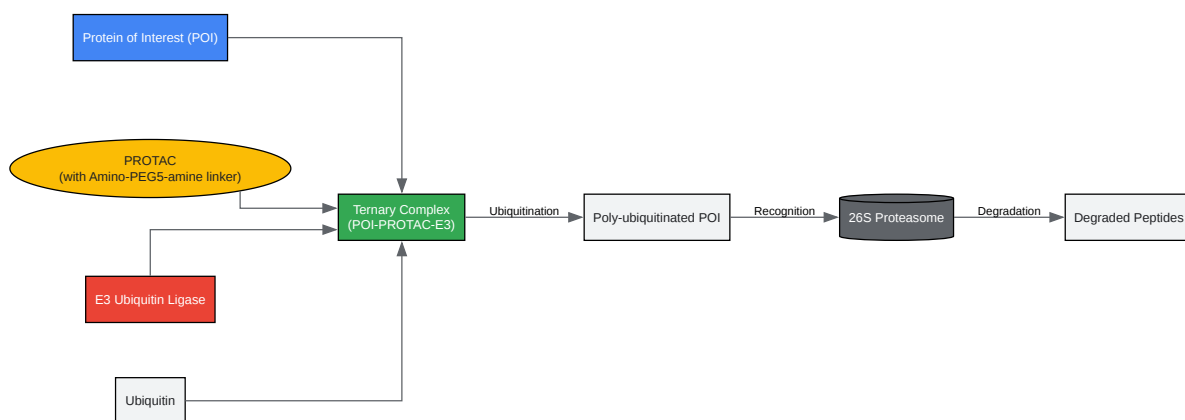 Protein of Interest (POI)
PROTAC
(with Amino-PEG5-amine linker)
Ternary Complex
(POI-PROTAC-E3)
Ubiquitination
Poly-ubiquitinated POI
Recognition
26S Proteasome
Degradation
Degraded Peptides
E3 Ubiquitin Ligase
Ubiquitin